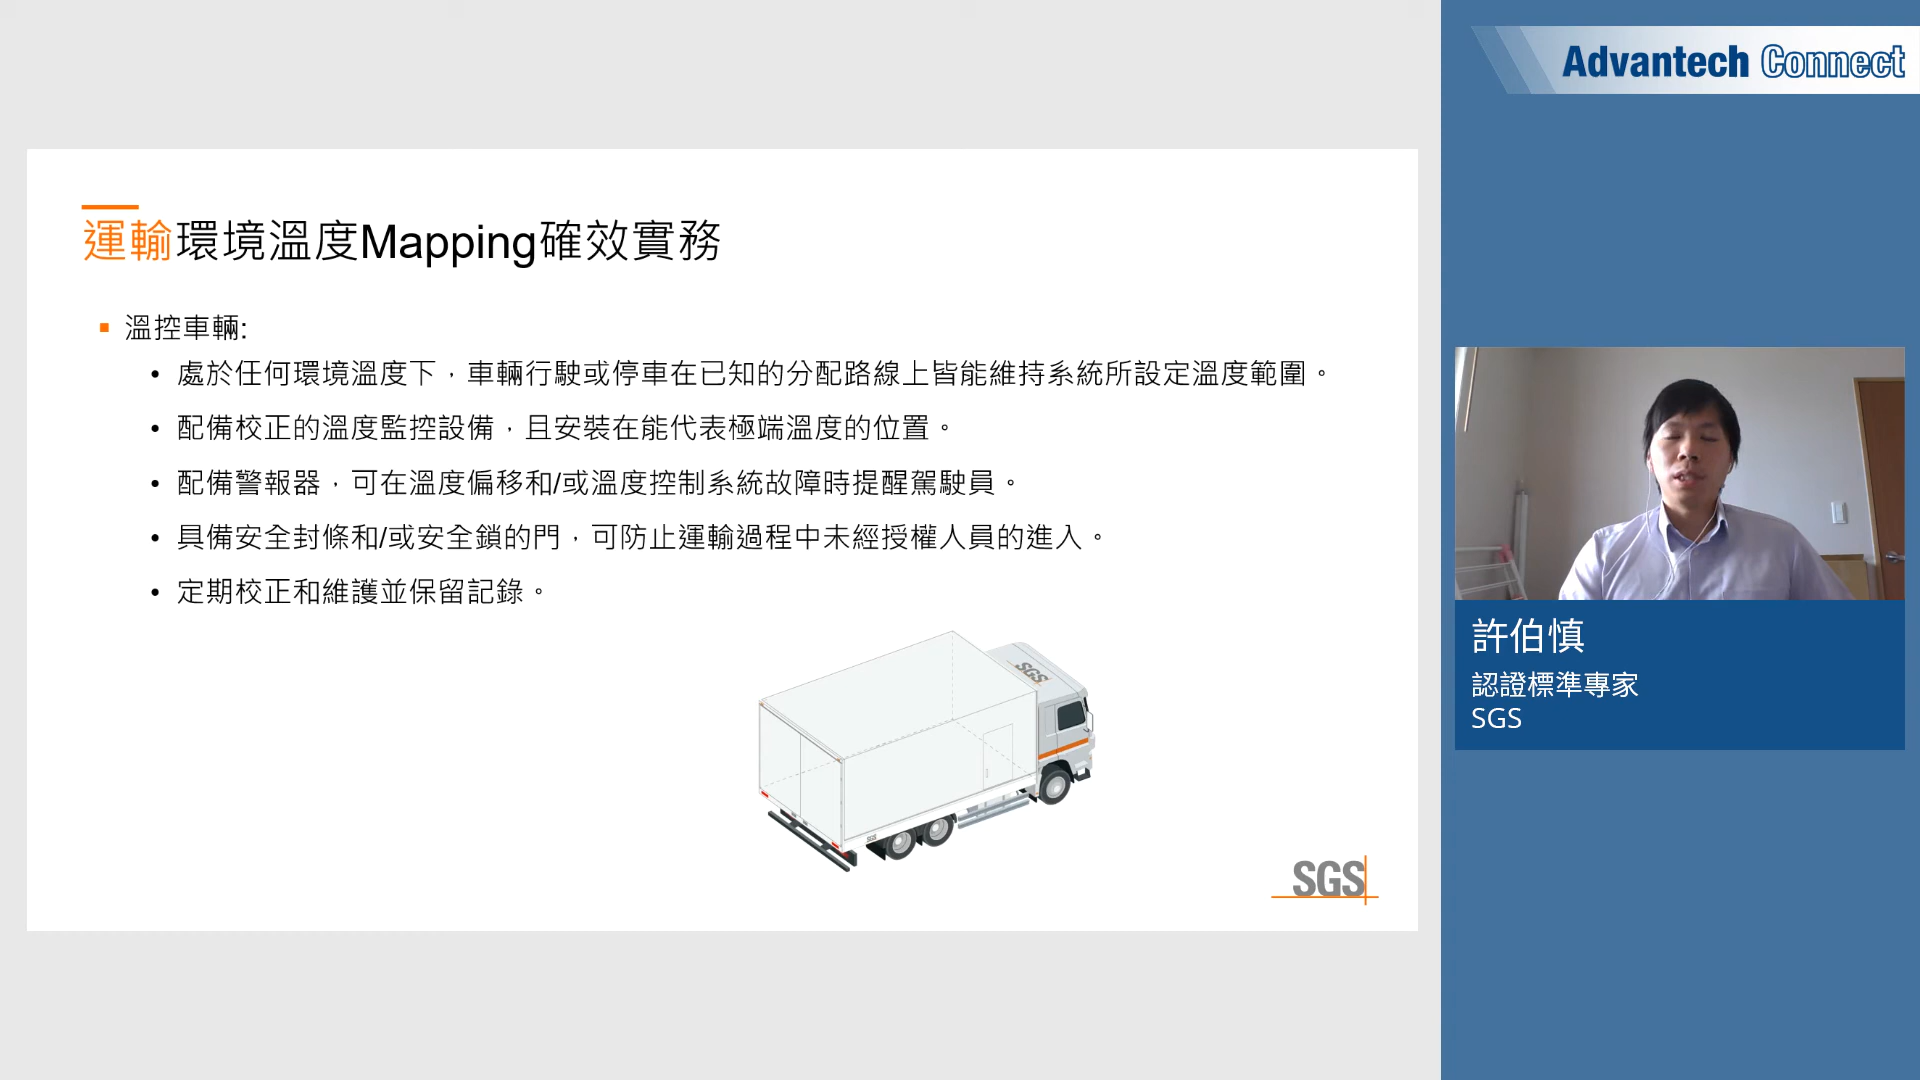 Advantech Connect
運輸環境溫度Mapping確效實務
▪ 溫控車輛:
• 處於任何環境溫度下，車輛行駛或停車在已知的分配路線上皆能維持系統所設定溫度範圍。
• 配備校正的溫度監控設備，且安裝在能代表極端溫度的位置。
• 配備警報器，可在溫度偏移和/或溫度控制系統故障時提醒駕駛員。
• 具備安全封條和/或安全鎖的門，可防止運輸過程中未經授權人員的進入。
• 定期校正和維護並保留記錄。
SGS
SGS
SGS
許伯慎
認證標準專家
SGS